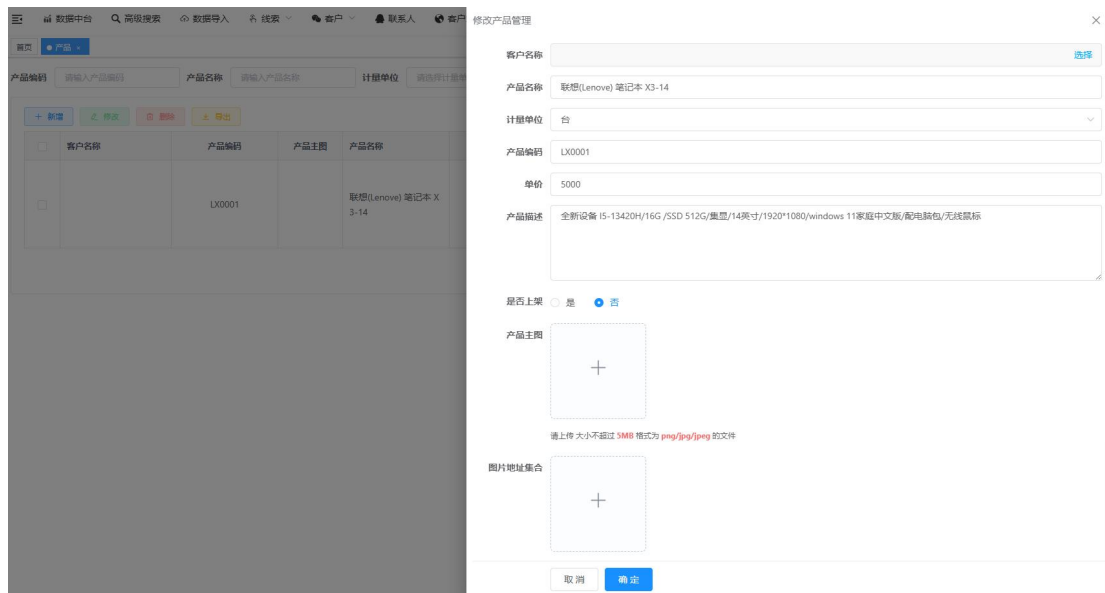 数据中台 高级搜索 数据导入 线索 客户 联系人 客户
首页 产品 ×
产品编码 请输入产品编码 产品名称 请输入产品名称 计量单位 请选择计量单
+ 新增 修改 删除 导出
客户名称 产品编码 产品主图 产品名称
LX0001
联想(Lenove) 笔记本 X
3-14
修改产品管理
客户名称 选择
产品名称 联想(Lenove) 笔记本 X3-14
计量单位 台
产品编码 LX0001
单价 5000
产品描述 全新设备 I5-13420H/16G /SSD 512G/集显/14英寸/1920*1080/windows 11家庭中文版/配电脑包/无线鼠标
是否上架 是 否
产品主图
请上传 大小不超过 5MB 格式为 png/jpg/jpeg 的文件
图片地址集合
取 消 确 定